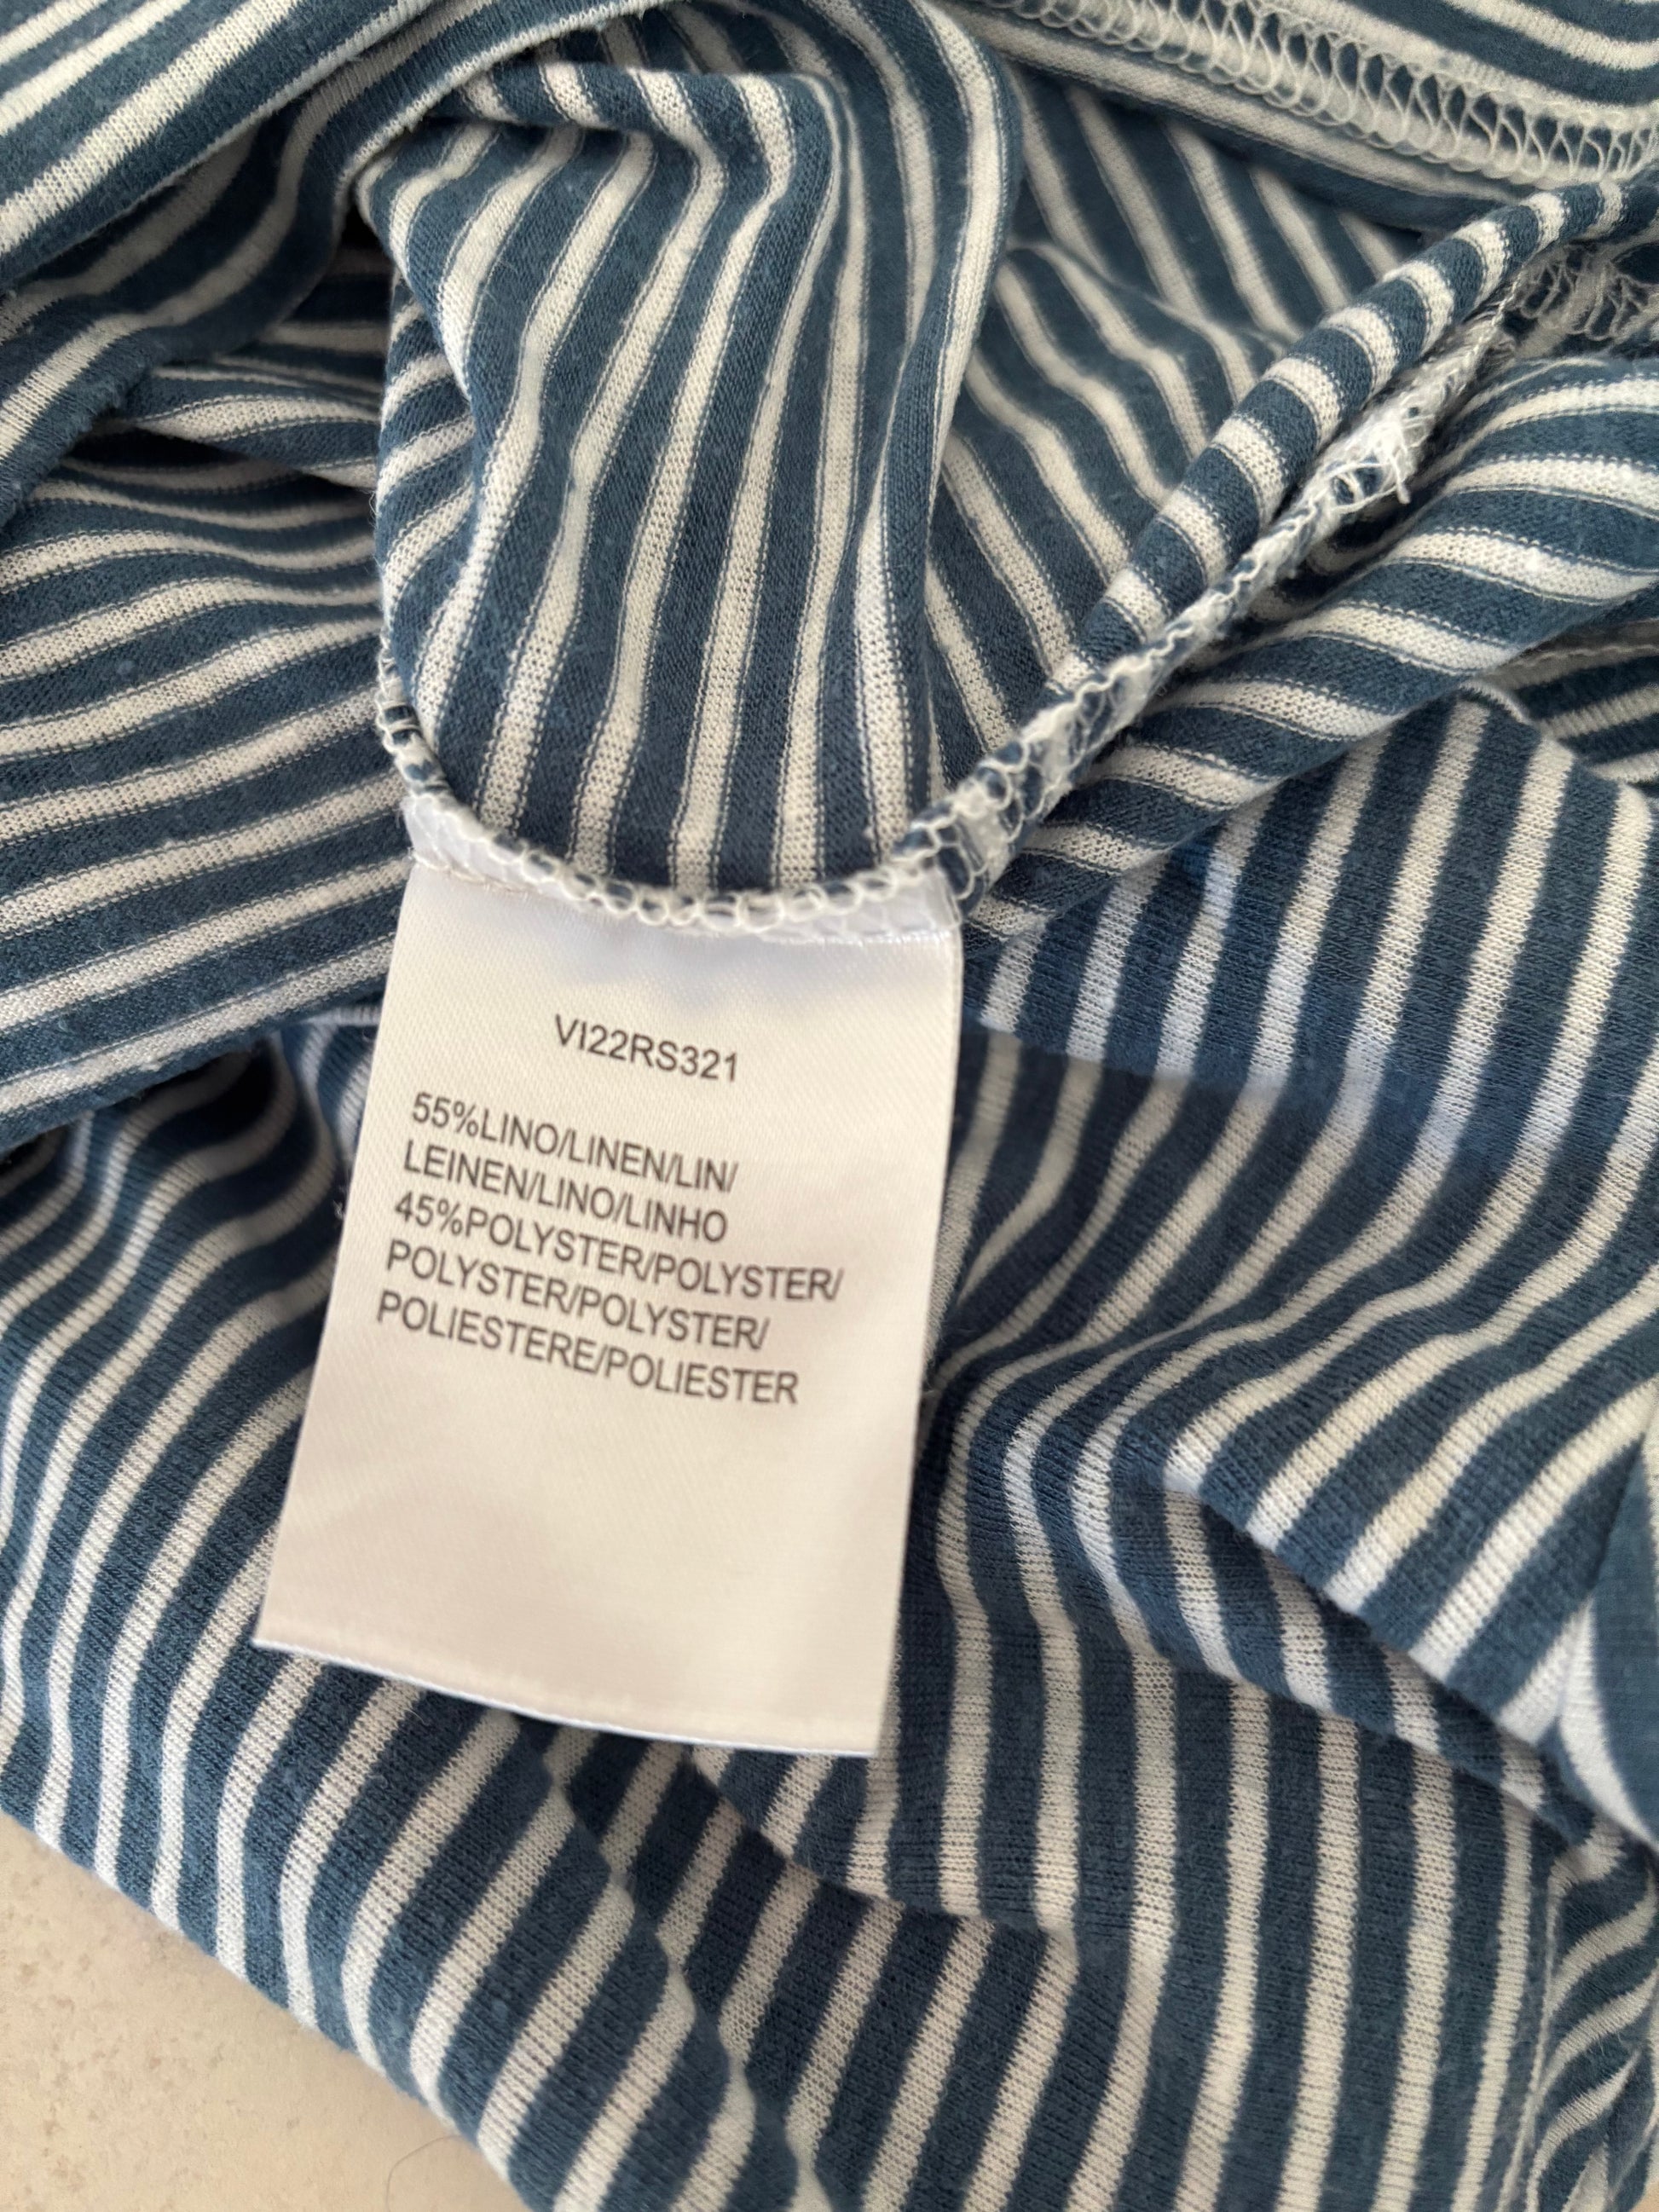 VI22RS321
55%LINO/LINEN/LIN/
LEINEN/LINO/LINHO
45%POLYSTER/POLYSTER/
POLYSTER/POLYSTER/
POLIESTERE/POLIESTER